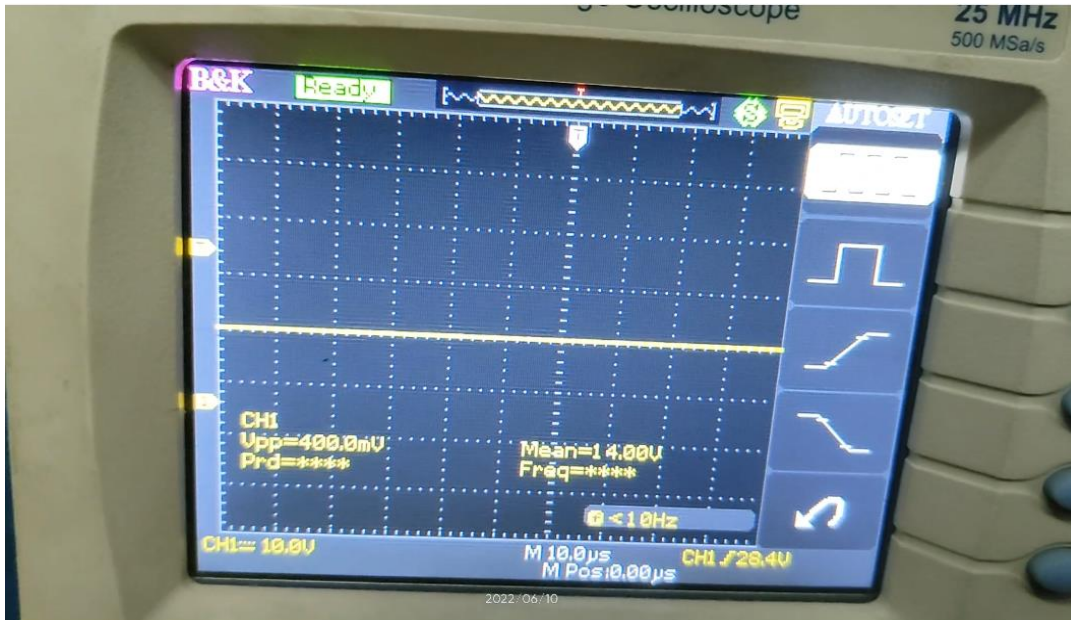 Oscilloscope
25 MHz
500 MSa/s
B&K
Ready
T
AUTOSET
T
CH1
Vpp=400.0mV
Mean=14.00V
Prd=****
Freq=****
<10Hz
CH1 10.0V
M 10.0µs
CH1 28.4V
M Pos:0.00µs
2022/06/10